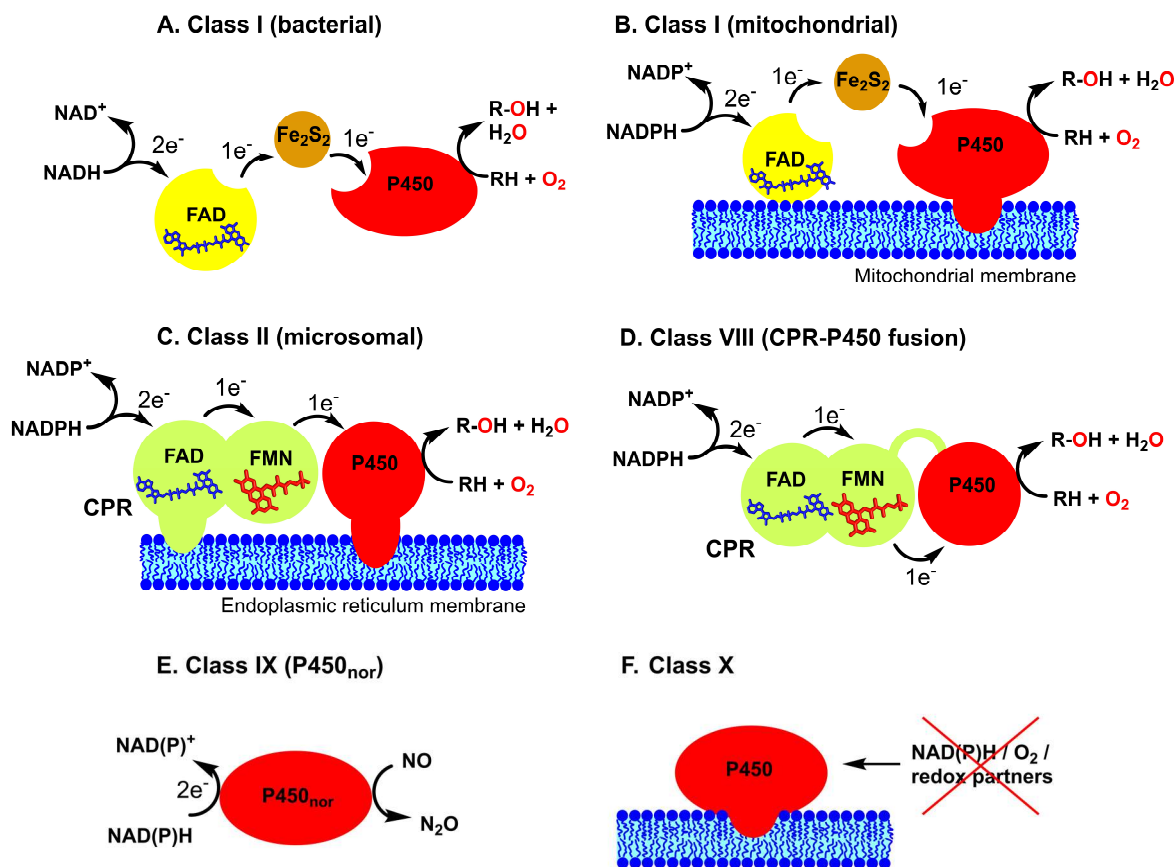 A. Class I (bacterial)
NAD⁺
NADH
2e⁻
FAD
1e⁻
Fe₂S₂
1e⁻
P450
R-OH +
H₂O
RH + O₂
B. Class I (mitochondrial)
NADP⁺
NADPH
2e⁻
FAD
1e⁻
Fe₂S₂
1e⁻
P450
R-OH + H₂O
RH + O₂
Mitochondrial membrane
C. Class II (microsomal)
NADP⁺
NADPH
2e⁻
1e⁻
1e⁻
FAD
FMN
P450
CPR
R-OH + H₂O
RH + O₂
Endoplasmic reticulum membrane
D. Class VIII (CPR-P450 fusion)
NADP⁺
NADPH
2e⁻
1e⁻
FAD
FMN
P450
CPR
1e⁻
R-OH + H₂O
RH + O₂
E. Class IX (P450nor)
NAD(P)⁺
2e⁻
NAD(P)H
P450nor
NO
N₂O
F. Class X
P450
NAD(P)H / O₂ /
redox partners